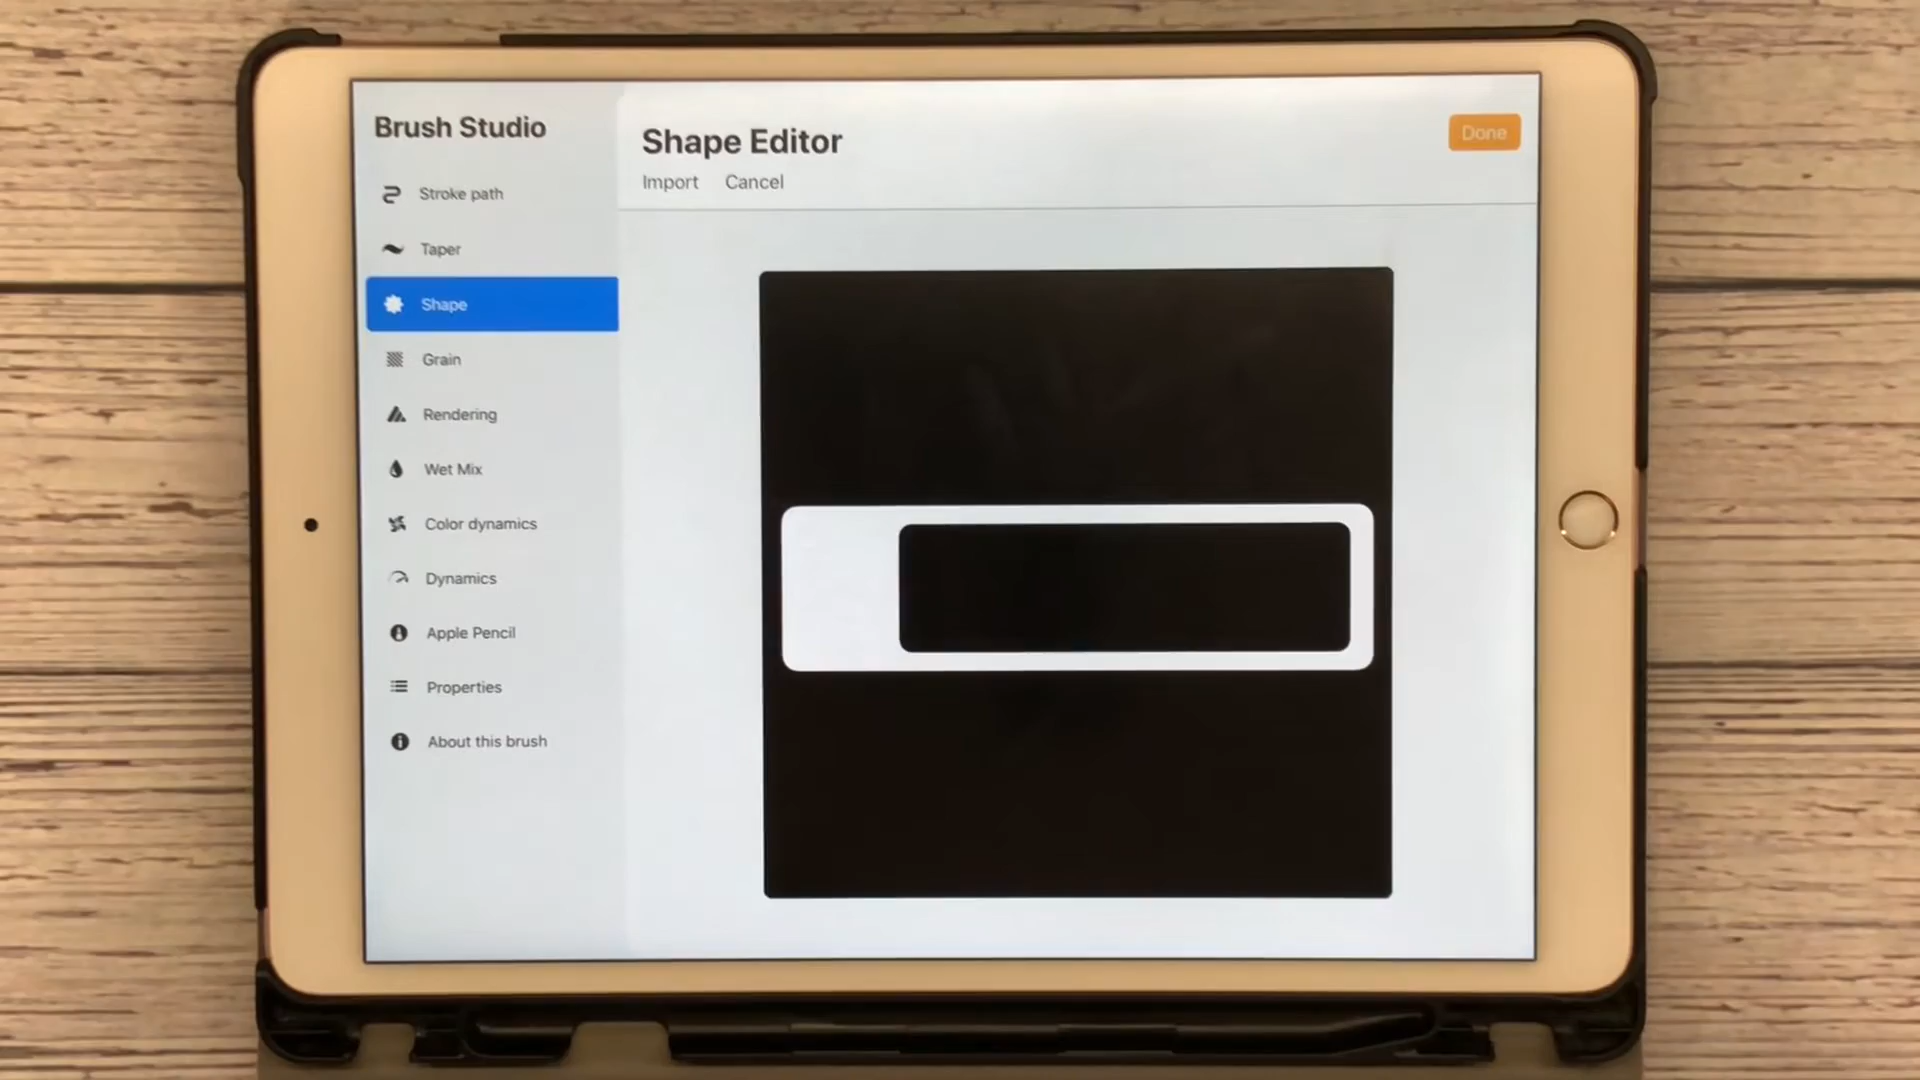 Brush Studio
Stroke path
Taper
Shape
Grain
Rendering
Wet Mix
Color dynamics
Dynamics
Apple Pencil
Properties
About this brush
Shape Editor
Import Cancel
Done